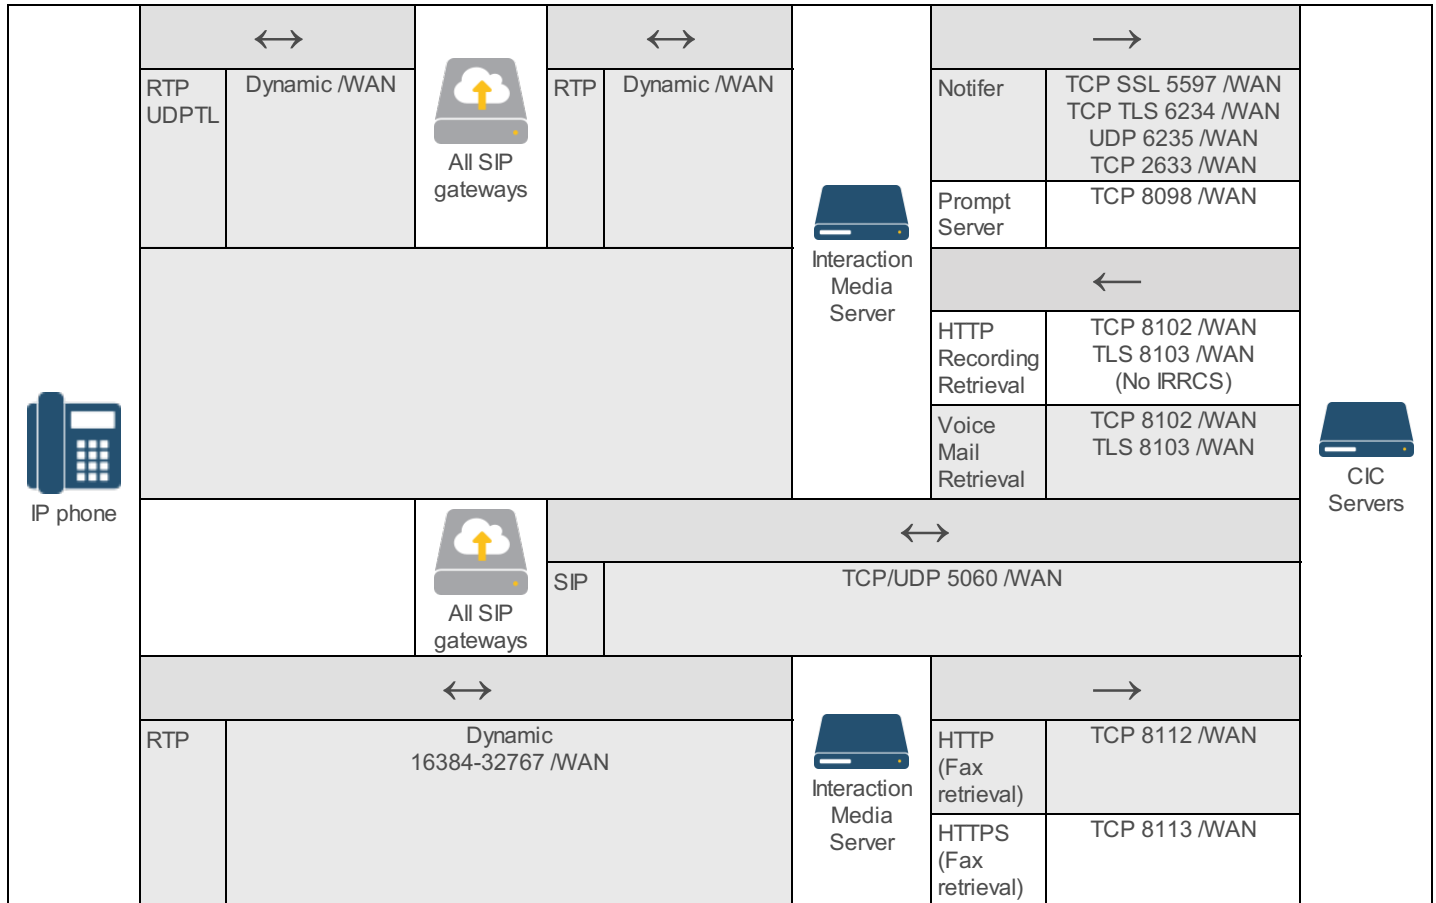 ↔
↔
→
RTP
UDPTL
Dynamic /WAN
All SIP
gateways
RTP
Dynamic /WAN
Notifer
TCP SSL 5597 /WAN
TCP TLS 6234 /WAN
UDP 6235 /WAN
TCP 2633 /WAN
Prompt
Server
TCP 8098 /WAN
Interaction
Media
Server
←
HTTP
Recording
Retrieval
TCP 8102 /WAN
TLS 8103 /WAN
(No IRRCS)
Voice
Mail
Retrieval
TCP 8102 /WAN
TLS 8103 /WAN
IP phone
CIC
Servers
All SIP
gateways
↔
SIP
TCP/UDP 5060 /WAN
↔
→
RTP
Dynamic
16384-32767 /WAN
Interaction
Media
Server
HTTP
(Fax
retrieval)
TCP 8112 /WAN
HTTPS
(Fax
retrieval)
TCP 8113 /WAN